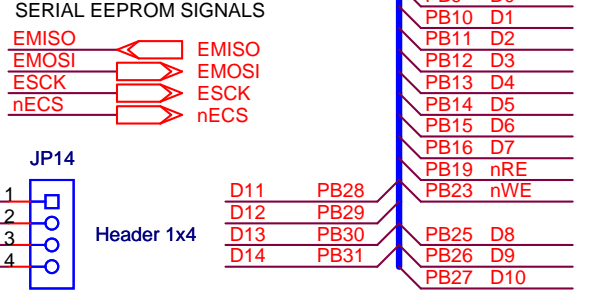 SERIAL EEPROM SIGNALS
EMISO EMISO
EMOSI EMOSI
ESCK ESCK
nECS nECS
PB10 D1
PB11 D2
PB12 D3
PB13 D4
PB14 D5
PB15 D6
PB16 D7
PB19 nRE
PB23 nWE
JP14
1
2
3
4
Header 1x4
D11 PB28
D12 PB29
D13 PB30
D14 PB31
PB25 D8
PB26 D9
PB27 D10